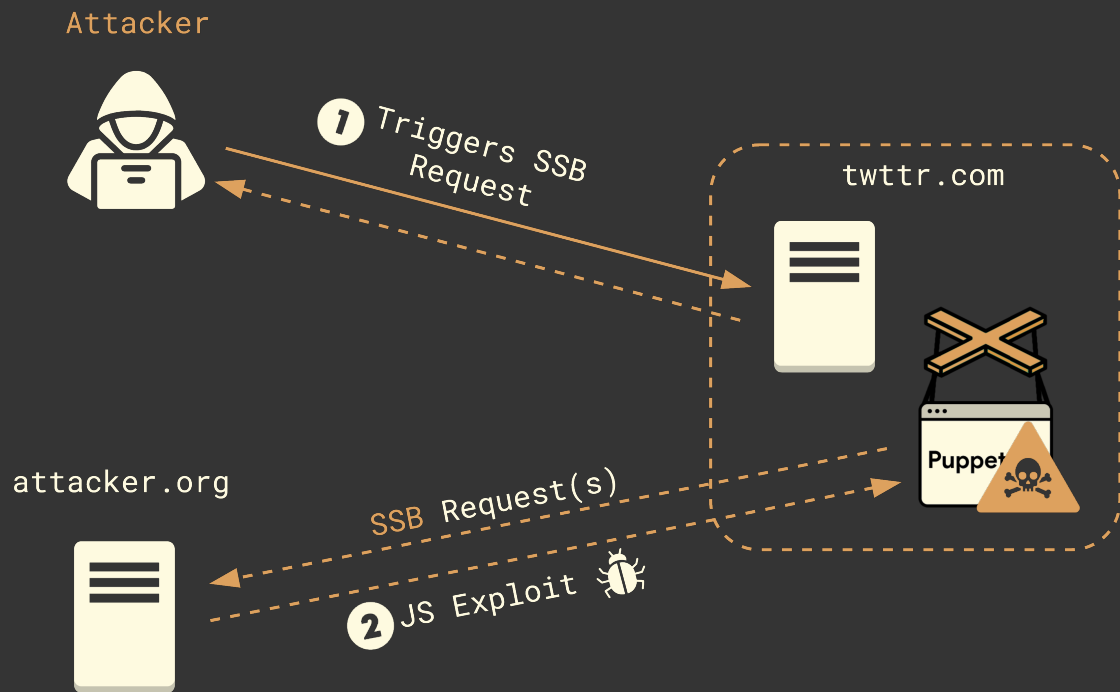 Attacker
1
Triggers SSB
Request
twttr.com
Puppet
attacker.org
SSB Request(s)
2
JS Exploit